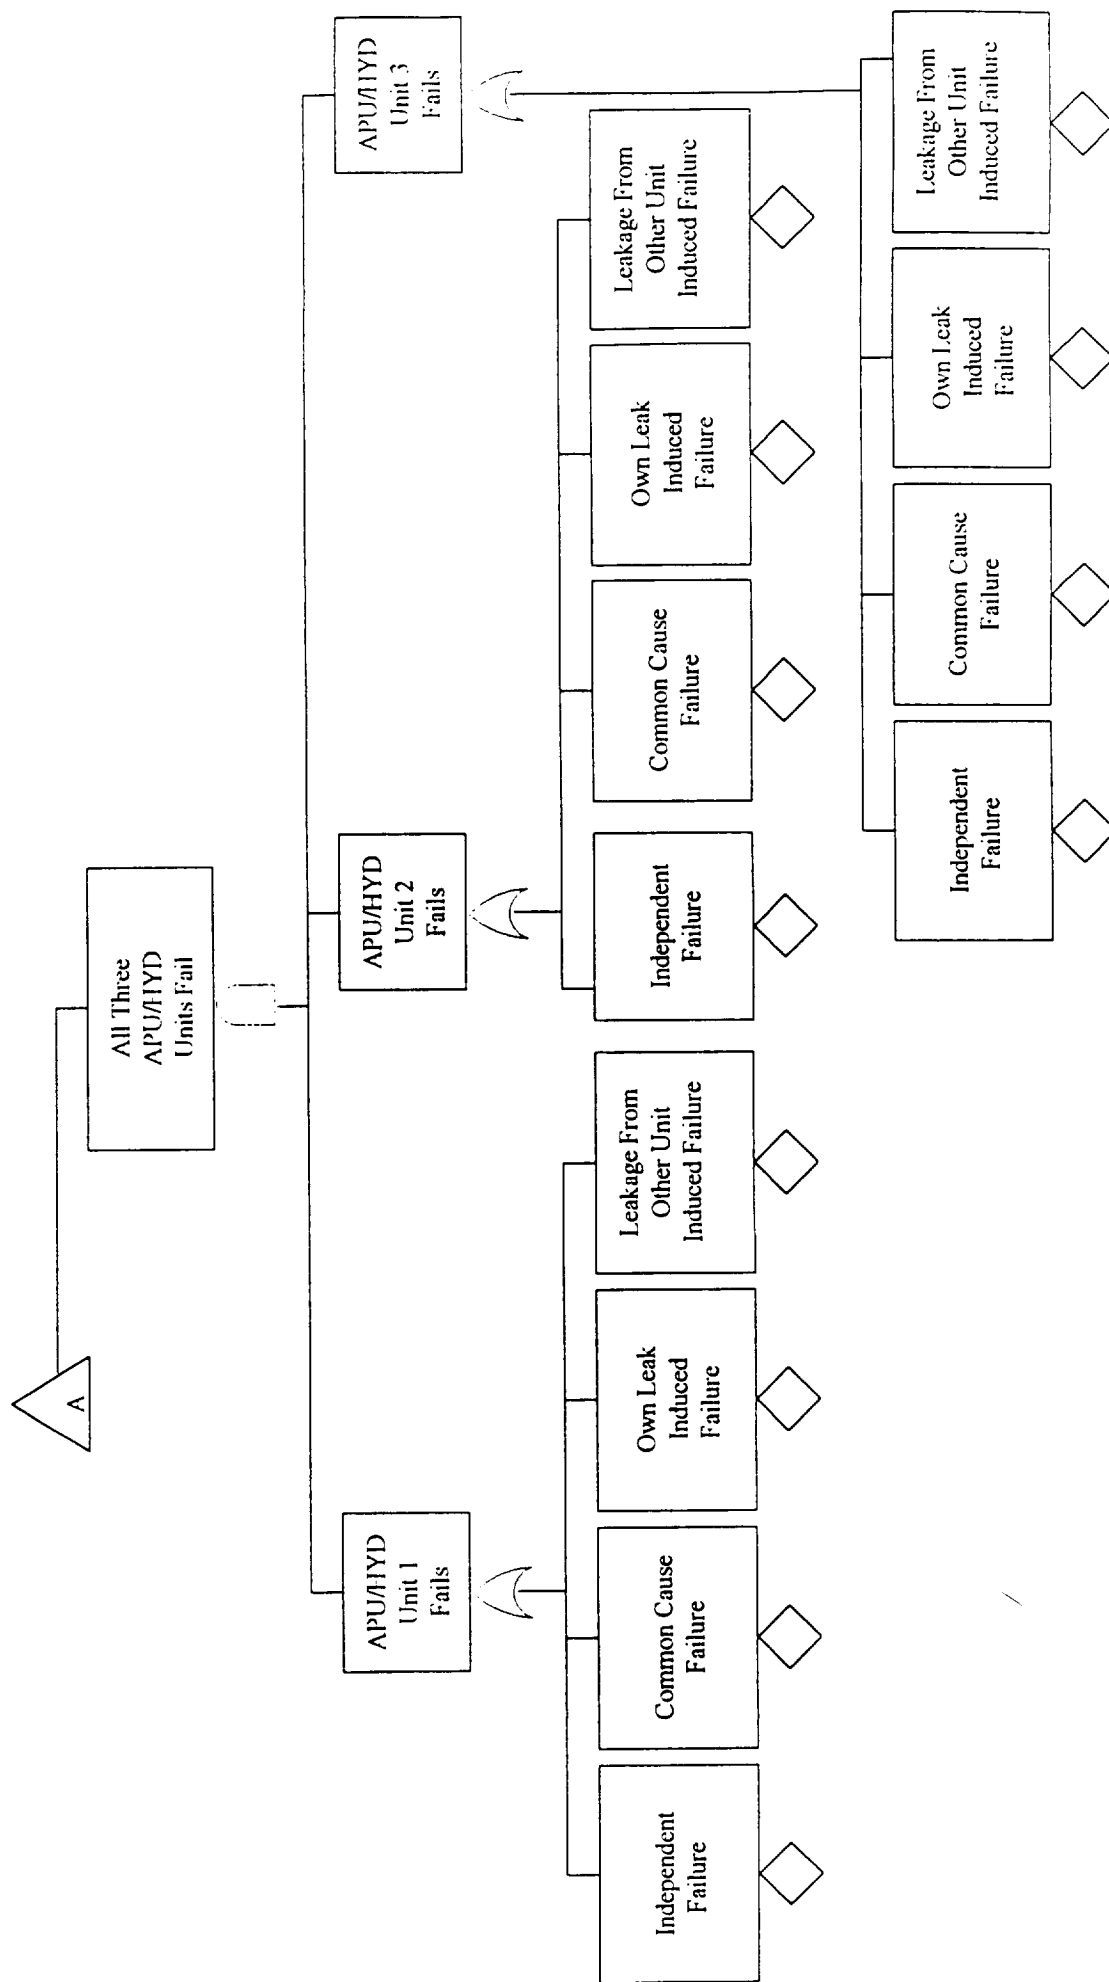 A
All Three
APU/HYD
Units Fail
APU/HYD
Unit 1
Fails
APU/HYD
Unit 2
Fails
APU/HYD
Unit 3
Fails
Independent
Failure
Common Cause
Failure
Own Leak
Induced
Failure
Leakage From
Other Unit
Induced Failure
Independent
Failure
Common Cause
Failure
Own Leak
Induced
Failure
Leakage From
Other Unit
Induced Failure
Independent
Failure
Common Cause
Failure
Own Leak
Induced
Failure
Leakage From
Other Unit
Induced Failure